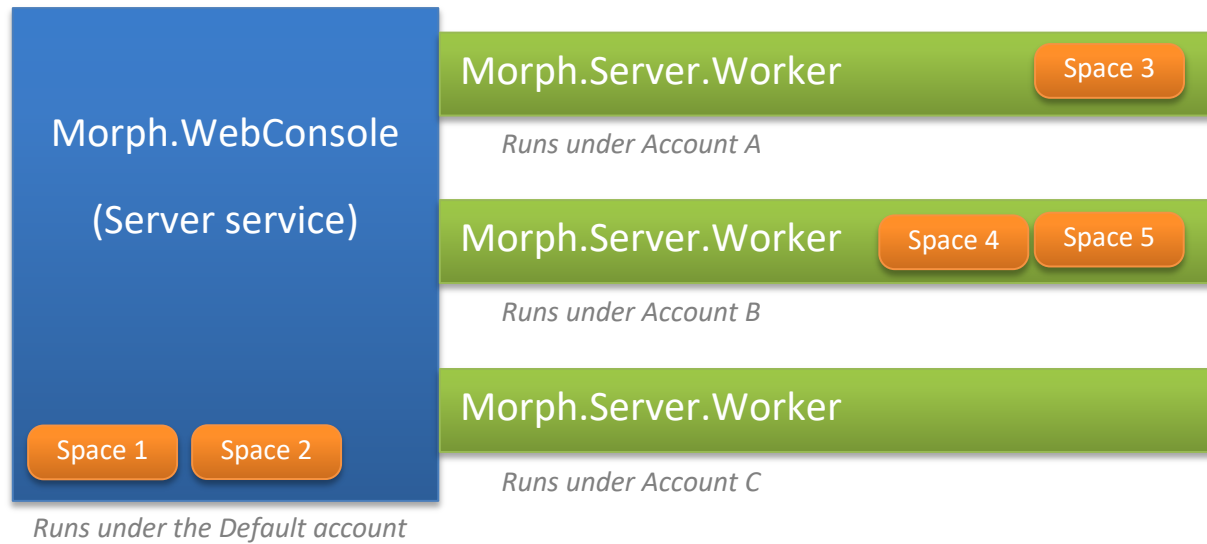 Morph.WebConsole
(Server service)
Space 1
Space 2
Runs under the Default account
Morph.Server.Worker
Space 3
Runs under Account A
Morph.Server.Worker
Space 4
Space 5
Runs under Account B
Morph.Server.Worker
Runs under Account C